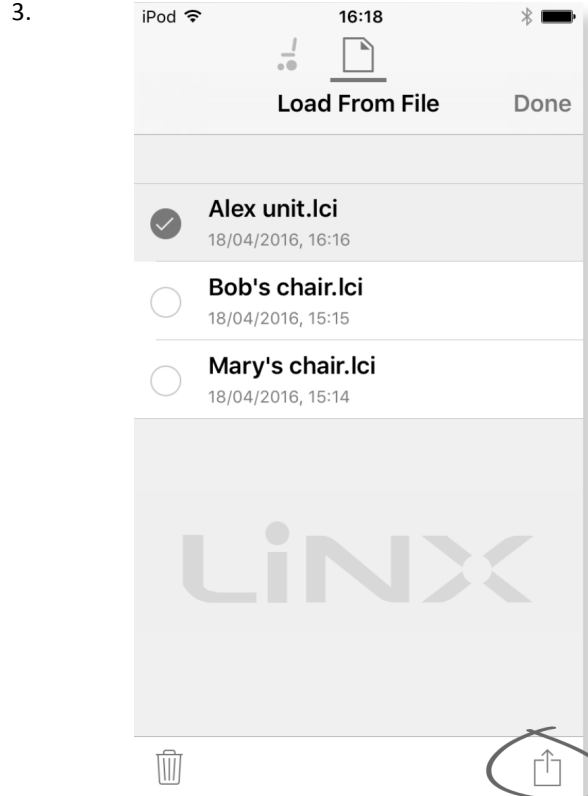 3.
iPod 16:18
Load From File Done
Alex unit.lci
18/04/2016, 16:16
Bob's chair.lci
18/04/2016, 15:15
Mary's chair.lci
18/04/2016, 15:14
LiNX